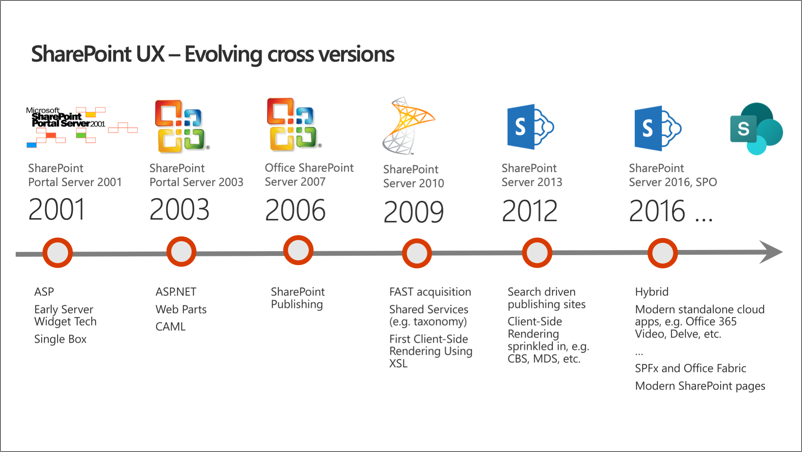 SharePoint UX – Evolving cross versions
Microsoft
SharePoint
Portal Server 2001
SharePoint
Portal Server 2001
2001
SharePoint
Portal Server 2003
2003
Office SharePoint
Server 2007
2006
SharePoint
Server 2010
2009
S
SharePoint
Server 2013
2012
S
SharePoint
Server 2016, SPO
2016 ...
S
ASP
Early Server
Widget Tech
Single Box
ASP.NET
Web Parts
CAML
SharePoint
Publishing
FAST acquisition
Shared Services
(e.g. taxonomy)
First Client-Side
Rendering Using
XSL
Search driven
publishing sites
Client-Side
Rendering
sprinkled in, e.g.
CBS, MDS, etc.
Hybrid
Modern standalone cloud
apps, e.g. Office 365
Video, Delve, etc.
...
SPFx and Office Fabric
Modern SharePoint pages